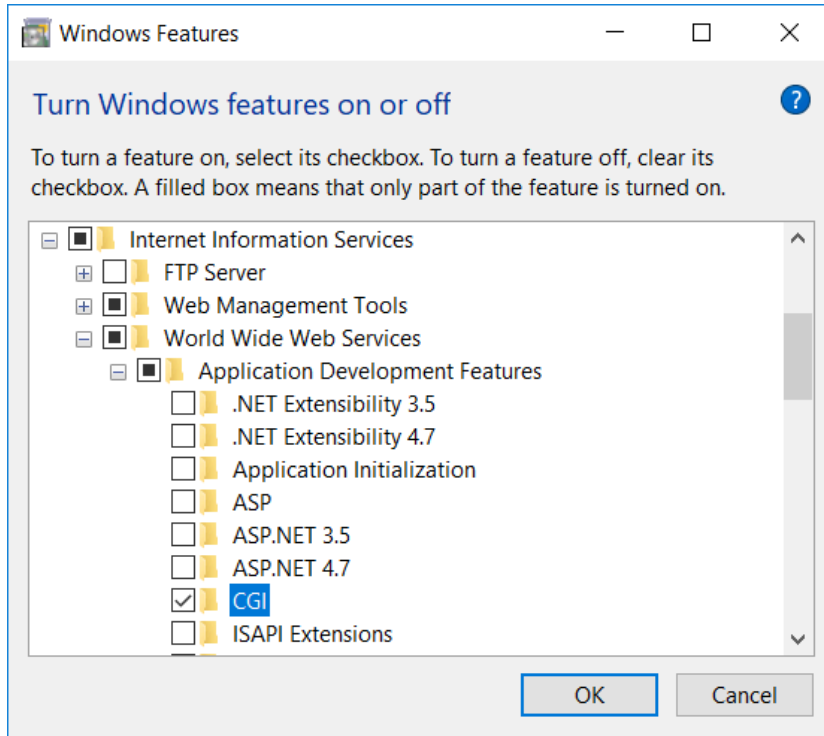 Windows Features
Turn Windows features on or off
?
To turn a feature on, select its checkbox. To turn a feature off, clear its
checkbox. A filled box means that only part of the feature is turned on.
Internet Information Services
FTP Server
Web Management Tools
World Wide Web Services
Application Development Features
.NET Extensibility 3.5
.NET Extensibility 4.7
Application Initialization
ASP
ASP.NET 3.5
ASP.NET 4.7
CGI
ISAPI Extensions
OK
Cancel